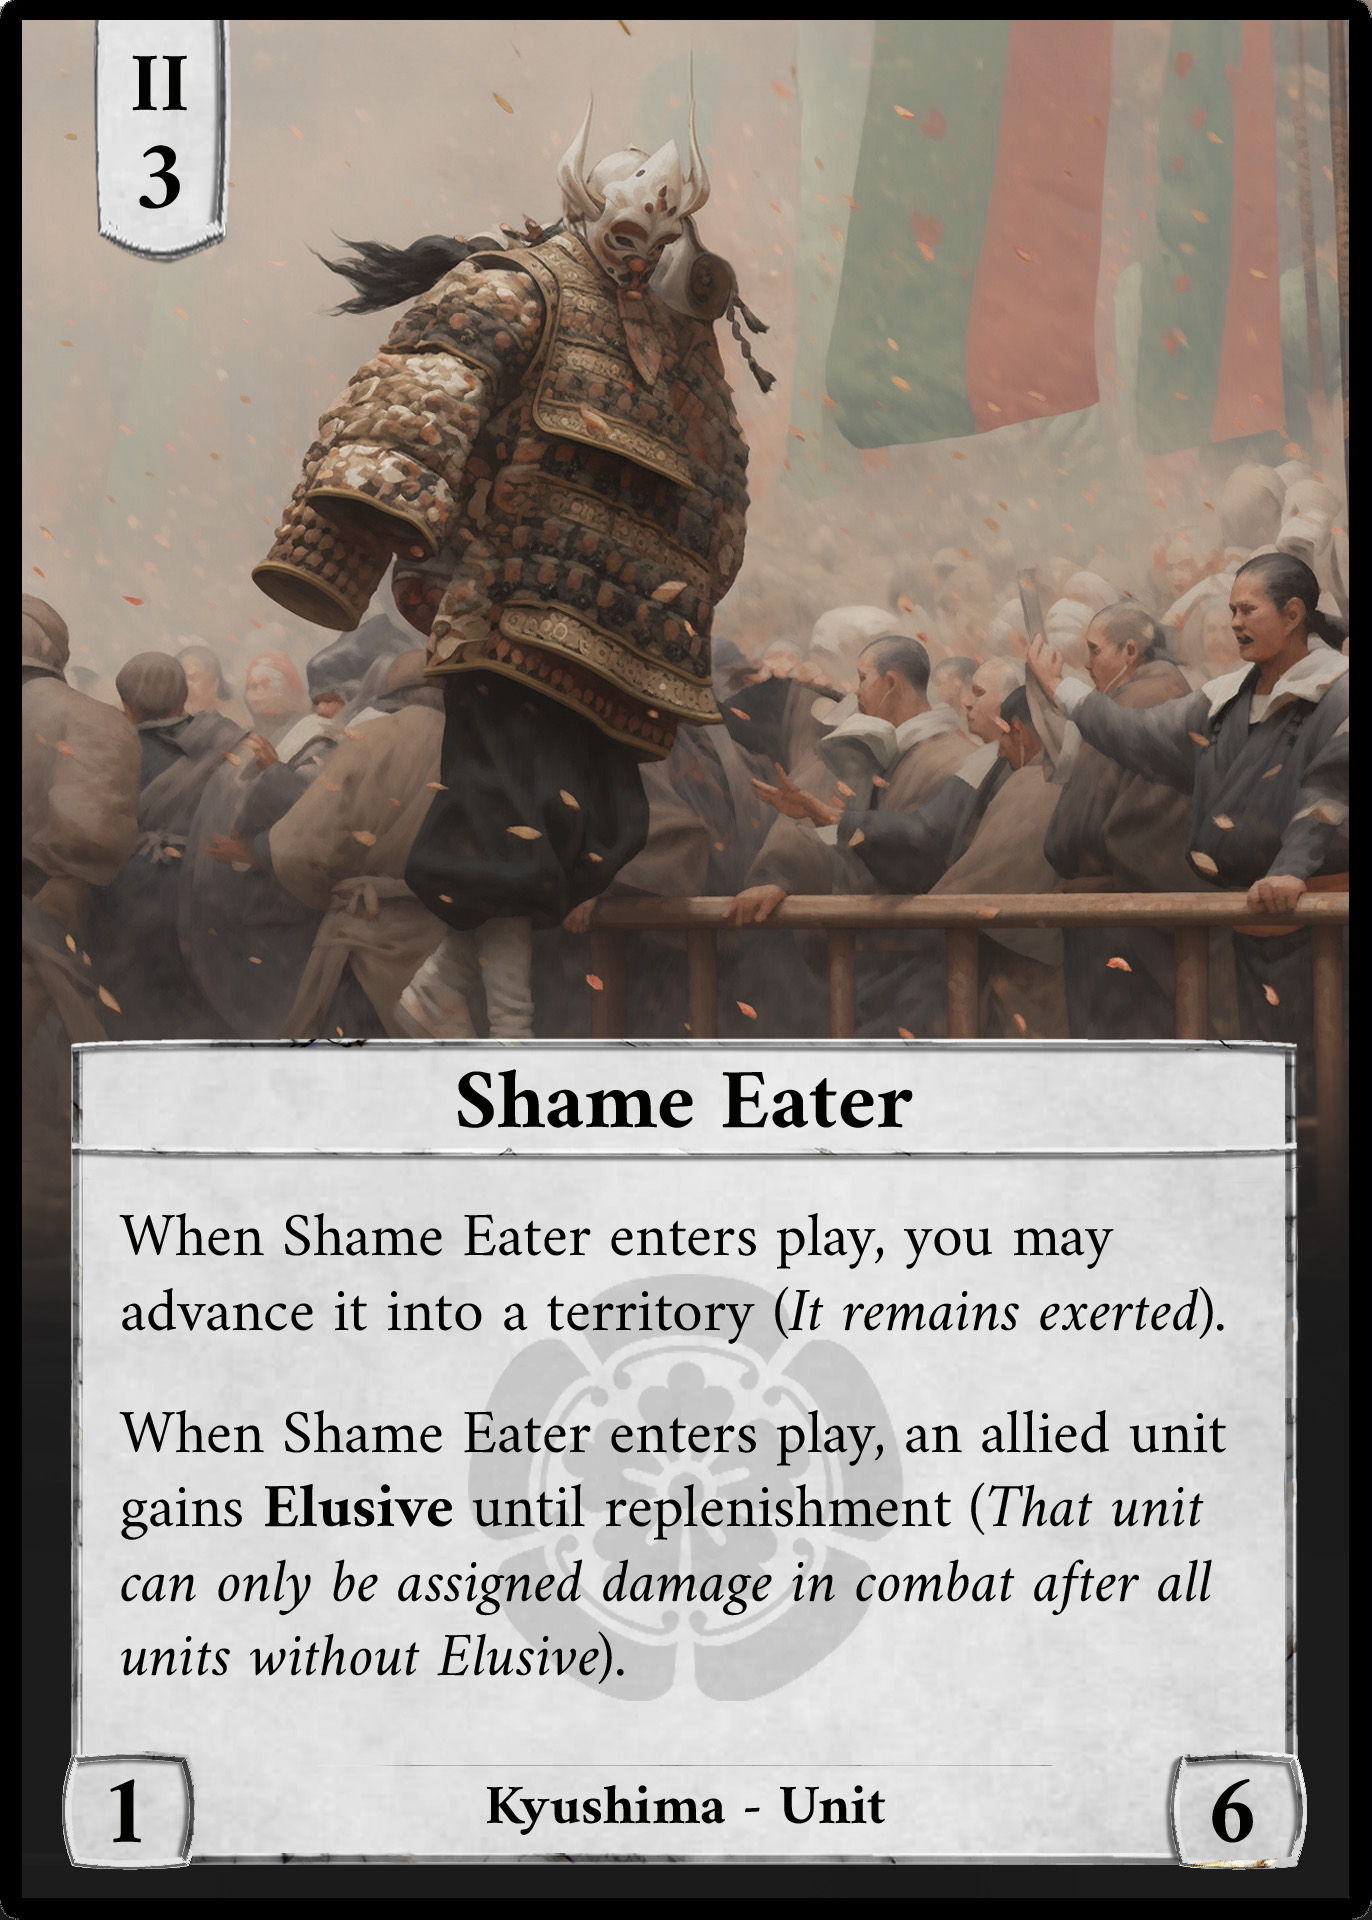 II
3
Shame Eater
When Shame Eater enters play, you may
advance it into a territory (It remains exerted).
When Shame Eater enters play, an allied unit
gains Elusive until replenishment (That unit
can only be assigned damage in combat after all
units without Elusive).
1
Kyushima - Unit
6